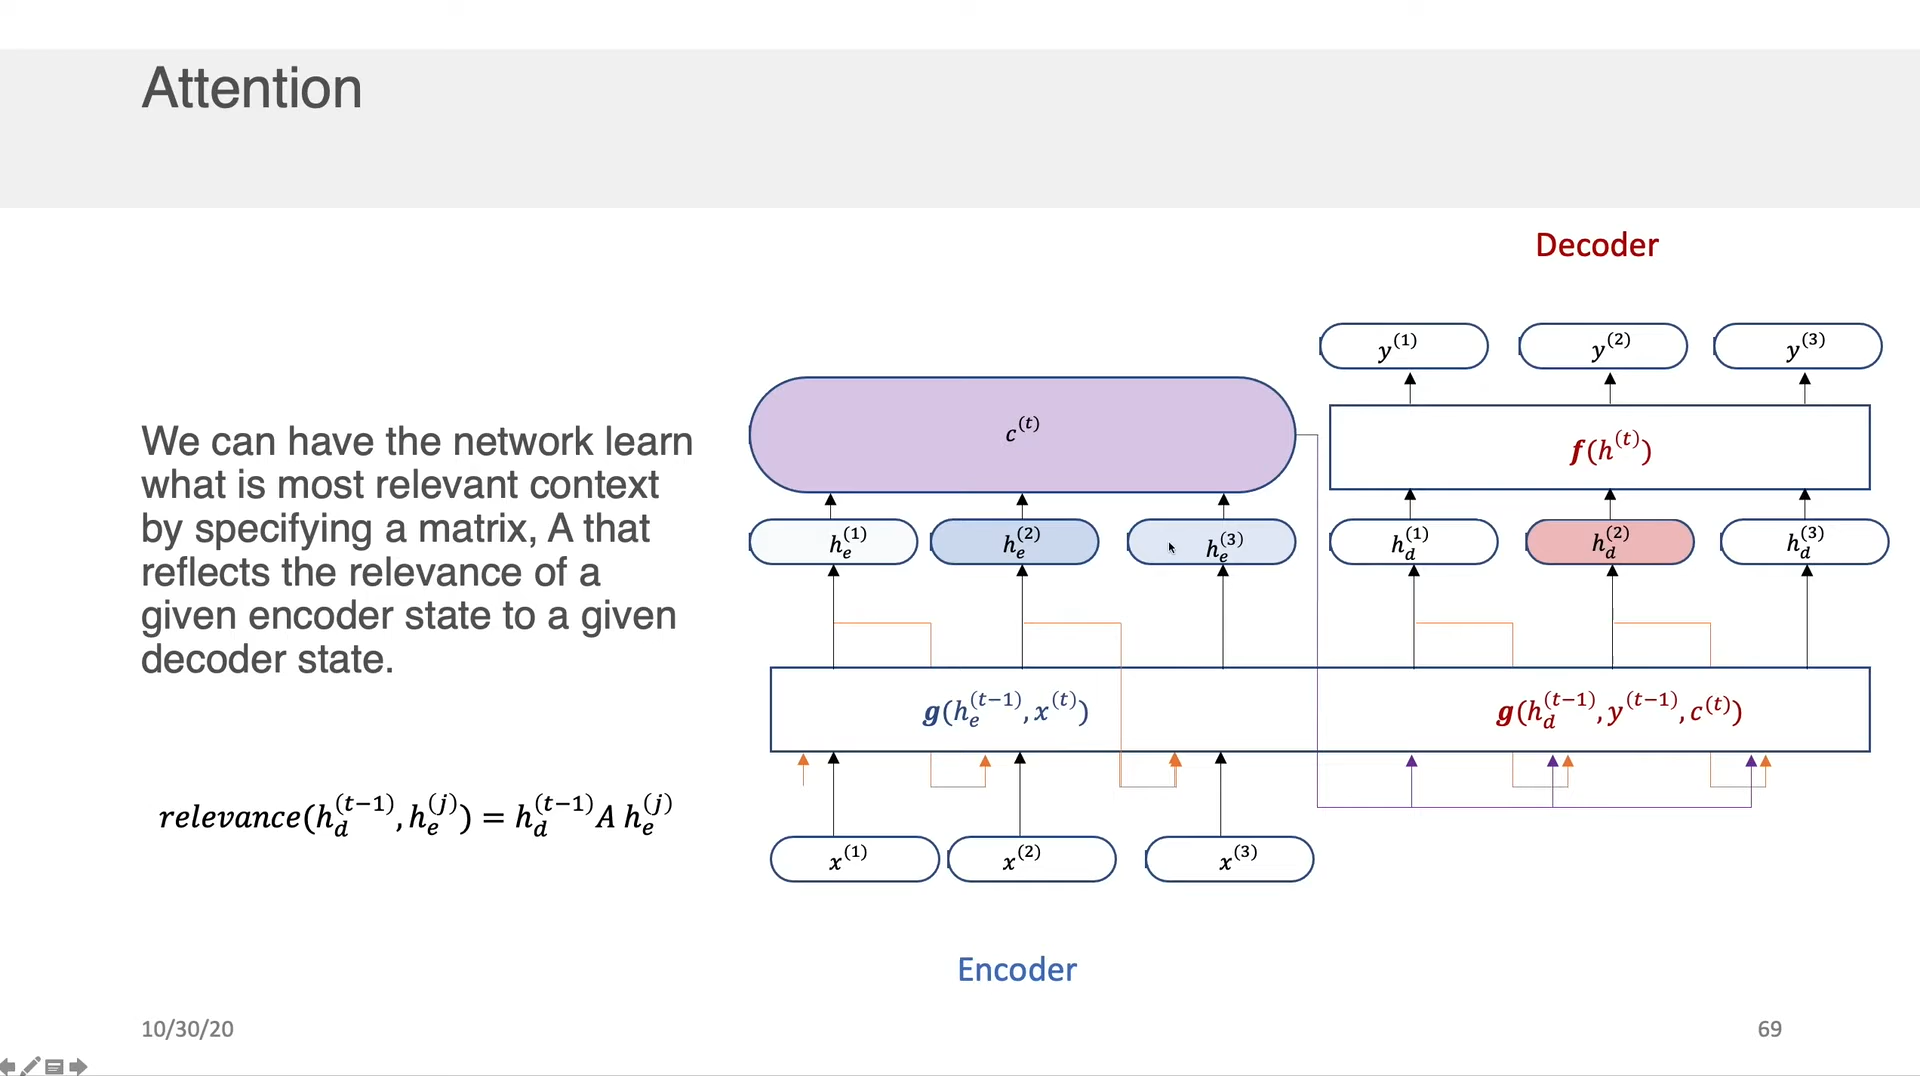 Attention
Decoder
We can have the network learn
what is most relevant context
by specifying a matrix, A that
reflects the relevance of a
given encoder state to a given
decoder state.
relevance(h_d^{(t−1)}, h_e^{(j)}) = h_d^{(t−1)} A h_e^{(j)}
y^{(1)} y^{(2)} y^{(3)}
c^{(t)}
f(h^{(t)})
h_e^{(1)} h_e^{(2)} h_e^{(3)} h_d^{(1)} h_d^{(2)} h_d^{(3)}
g(h_e^{(t−1)}, x^{(t)}) g(h_d^{(t−1)}, y^{(t−1)}, c^{(t)})
x^{(1)} x^{(2)} x^{(3)}
Encoder
10/30/20
69